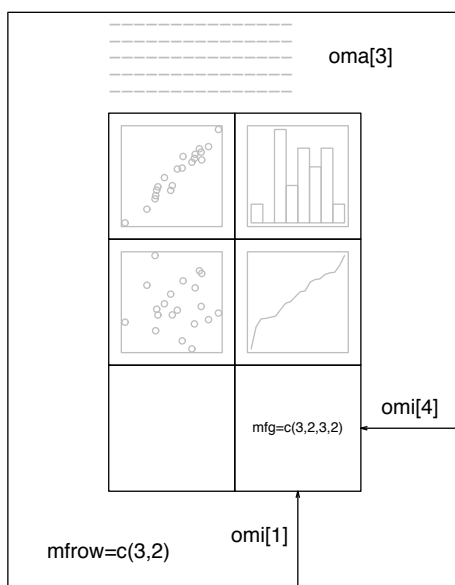 oma[3]
omi[4]
mfg=c(3,2,3,2)
omi[1]
mfrow=c(3,2)